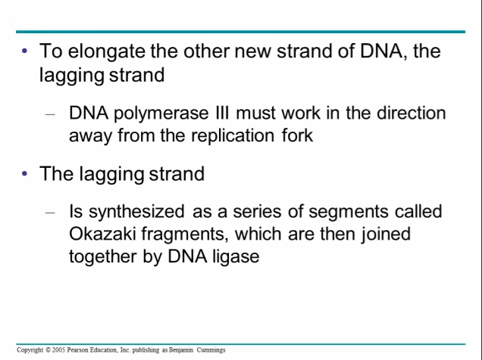 • To elongate the other new strand of DNA, the
lagging strand
– DNA polymerase III must work in the direction
away from the replication fork
• The lagging strand
– Is synthesized as a series of segments called
Okazaki fragments, which are then joined
together by DNA ligase
Copyright © 2005 Pearson Education, Inc. publishing as Benjamin Cummings